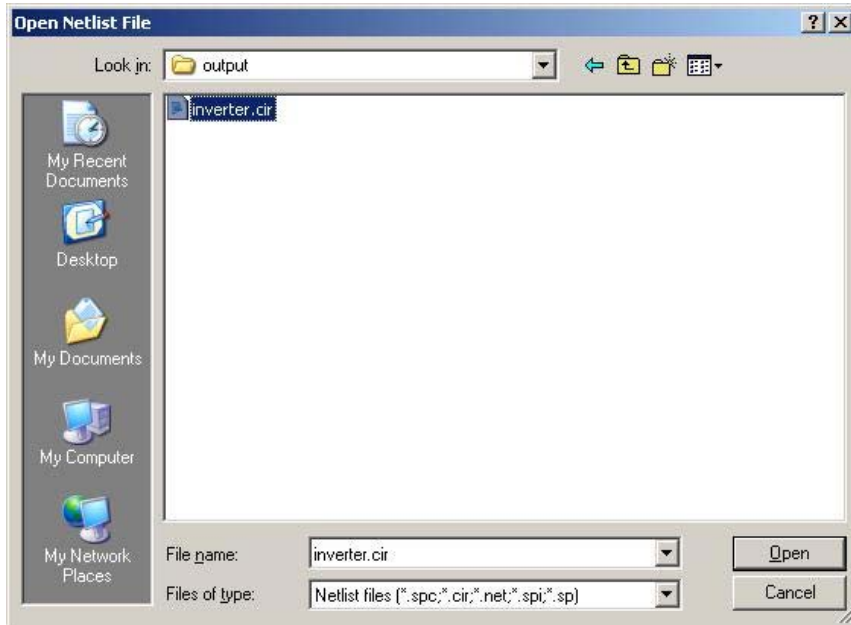 Open Netlist File
Look in:
output
inverter.cir
My Recent
Documents
Desktop
My Documents
My Computer
My Network
Places
File name:
inverter.cir
Open
Files of type:
Netlist files (*.spc;*.cir;*.net;*.spi;*.sp)
Cancel